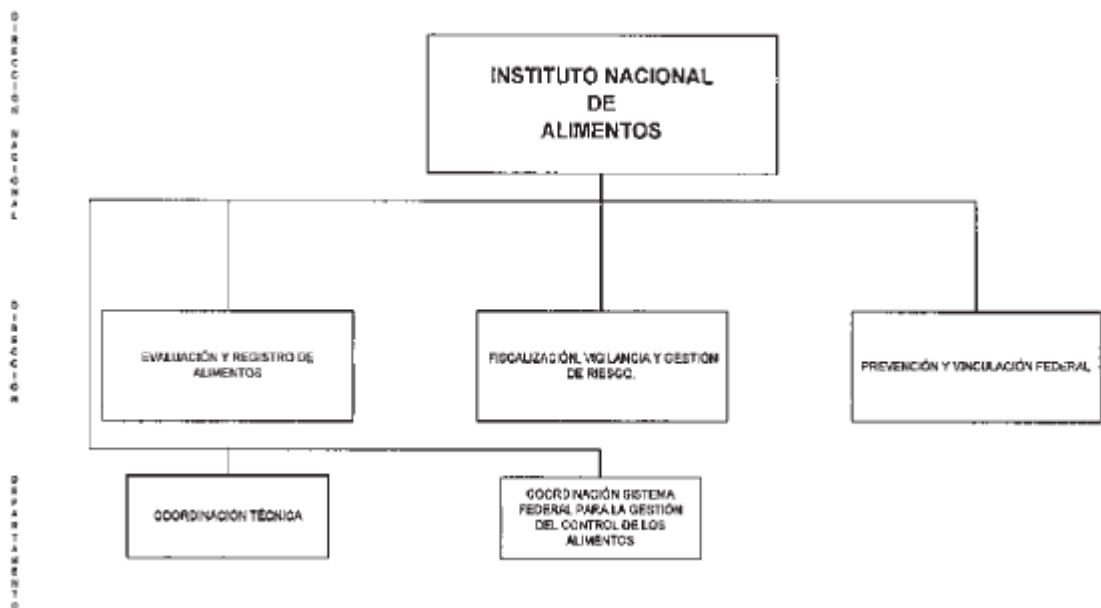 DIRECCIÓN NACIONAL
INSTITUTO NACIONAL
DE
ALIMENTOS
DIRECCIÓN
EVALUACIÓN Y REGISTRO DE
ALIMENTOS
FISCALIZACIÓN, VIGILANCIA Y GESTIÓN
DE RIESGO.
PREVENCIÓN Y VINCULACIÓN FEDERAL
DEPARTAMENTO
COORDINACIÓN TÉCNICA
COORDINACIÓN SISTEMA
FEDERAL PARA LA GESTIÓN
DEL CONTROL DE LOS
ALIMENTOS